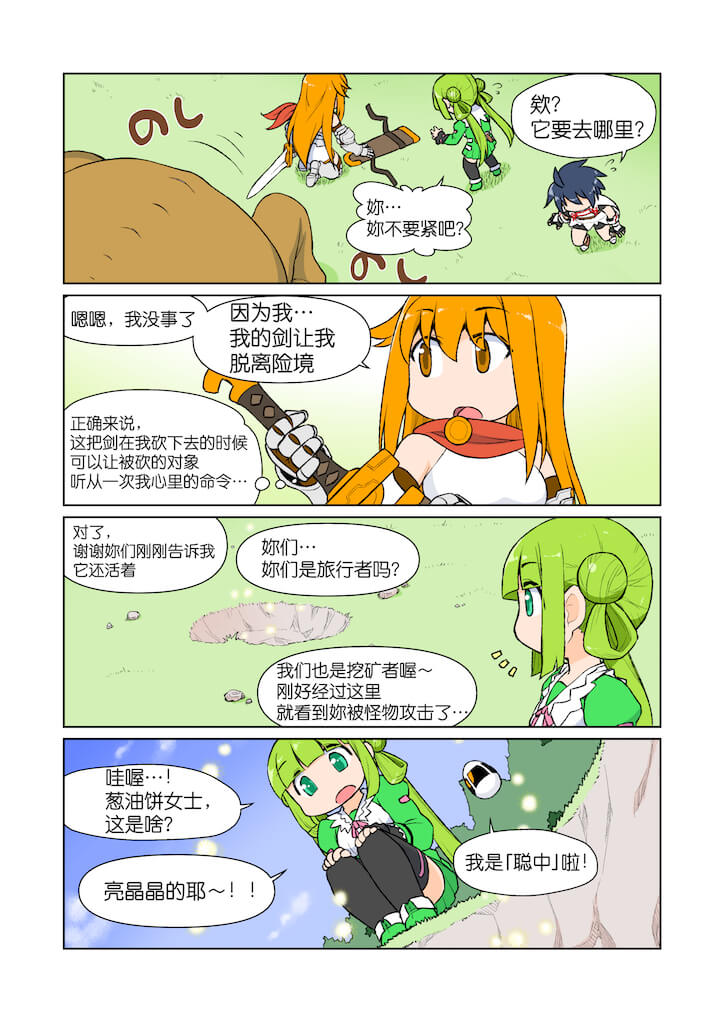 欸?
它要去哪里?
のし
妳…
妳不要紧吧?
のし
嗯嗯，我没事了
因为我…
我的剑让我
脱离险境
正确来说，
这把剑在我砍下去的时候
可以让被砍的对象
听从一次我心里的命令…
对了，
谢谢妳们刚刚告诉我
它还活着
妳们…
妳们是旅行者吗?
我们也是挖矿者喔～
刚好经过这里
就看到妳被怪物攻击了…
哇喔…!
葱油饼女士，
这是啥?
我是「聪中」啦!
亮晶晶的耶～!!